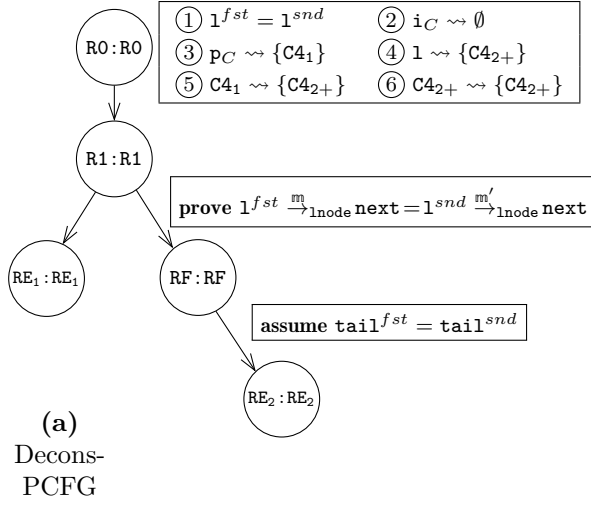 R0:R0
① l^{fst} = l^{snd} ② i_C ⇝ ∅
③ p_C ⇝ {C4_1} ④ l ⇝ {C4_{2+}}
⑤ C4_1 ⇝ {C4_{2+}} ⑥ C4_{2+} ⇝ {C4_{2+}}
R1:R1
prove l^{fst} \xrightarrow{m}_{lnode} next = l^{snd} \xrightarrow{m'}_{lnode} next
RE_1:RE_1
RF:RF
assume tail^{fst} = tail^{snd}
RE_2:RE_2
(a)
Decons-
PCFG